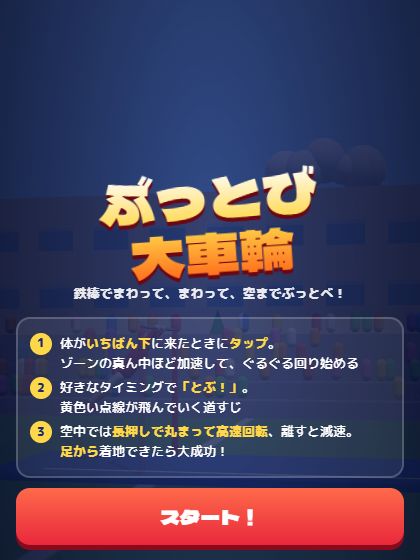 ぶっとび
大車輪
鉄棒でまわって、まわって、空までぶっとべ！
1 体がいちばん下に来たときにタップ。
ゾーンの真ん中ほど加速して、ぐるぐる回り始める
2 好きなタイミングで「とぶ！」。
黄色い点線が飛んでいく道すじ
3 空中では長押しで丸まって高速回転、離すと減速。
足から着地できたら大成功！
スタート！